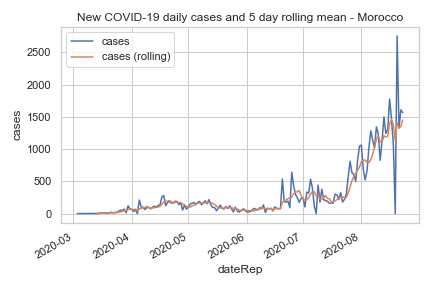 New COVID-19 daily cases and 5 day rolling mean - Morocco
cases
cases (rolling)
cases
2500
2000
1500
1000
500
0
2020-03
2020-04
2020-05
2020-06
2020-07
2020-08
dateRep